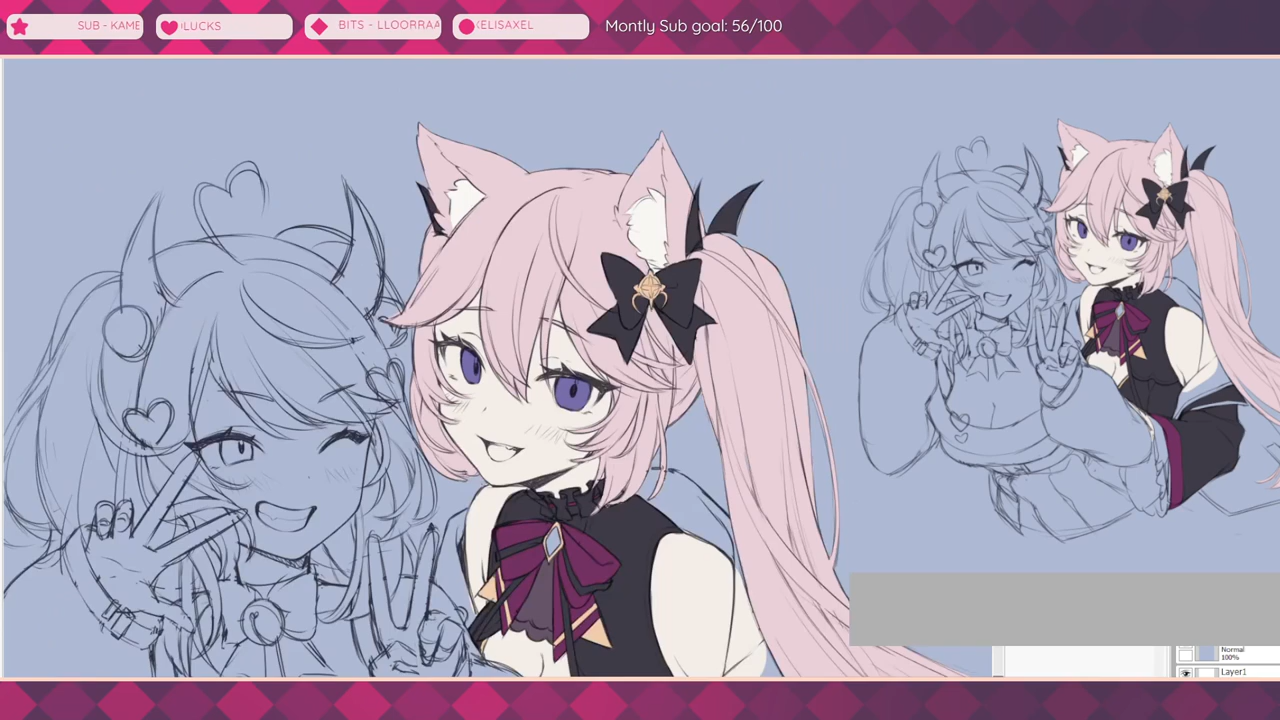 SUB - KAME
LUCKS
BITS - LLOORRAA
ELISAXEL
Montly Sub goal: 56/100
Normal
100%
Layer1